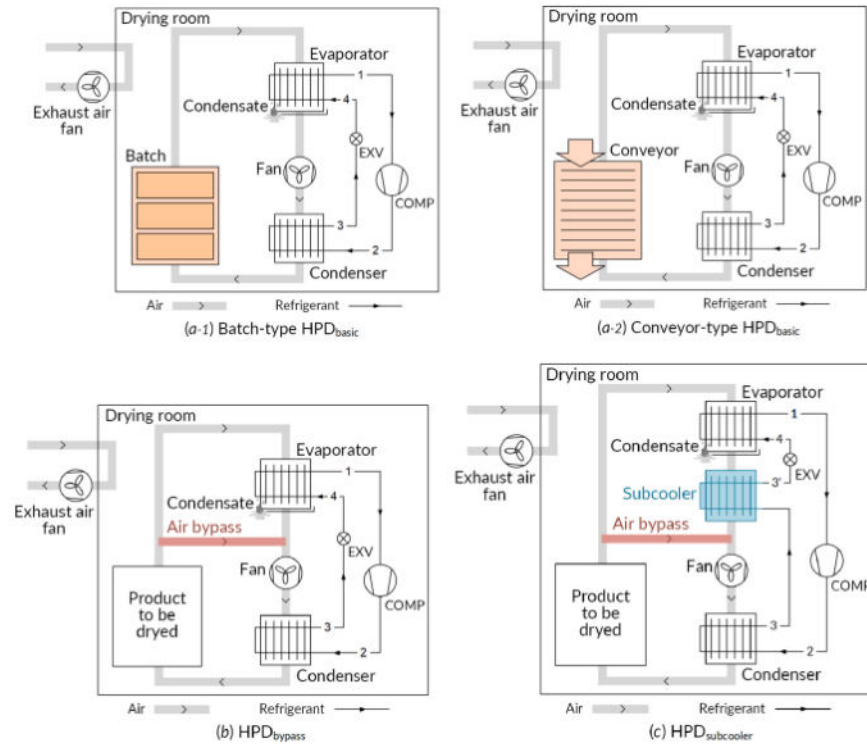 Drying room
Evaporator
1
4
Condensate
Exhaust air
fan
EXV
Batch
Fan
COMP
3
2
Condenser
Air
Refrigerant
(a-1) Batch-type HPDbasic
Drying room
Evaporator
1
4
Condensate
Exhaust air
fan
EXV
Conveyor
Fan
COMP
3
2
Condenser
Air
Refrigerant
(a-2) Conveyor-type HPDbasic
Drying room
Evaporator
1
4
Condensate
Exhaust air
fan
Air bypass
EXV
Fan
COMP
Product
to be
dryed
3
2
Condenser
Air
Refrigerant
(b) HPDbypass
Drying room
Evaporator
1
4
Condensate
EXV
Exhaust air
fan
3'
Subcooler
Air bypass
Fan
COMP
Product
to be
dryed
3
2
Condenser
Air
Refrigerant
(c) HPDsubcooler